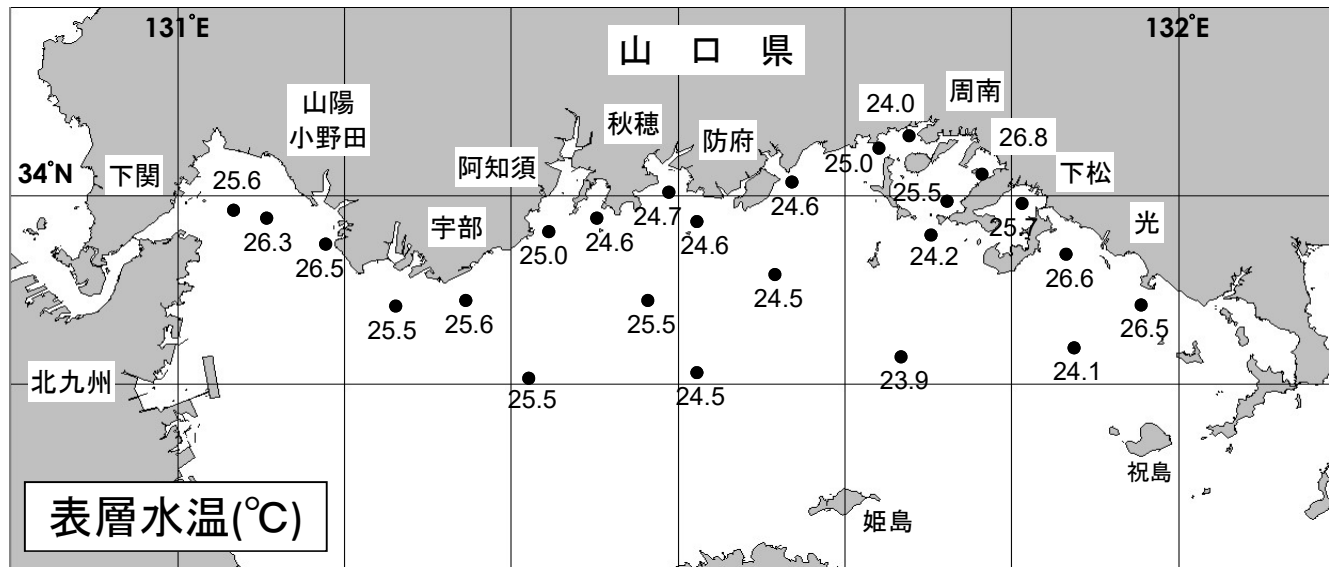 131°E
132°E
山 口 県
山陽
小野田
秋穂
防府
24.0
周南
26.8
阿知須
25.0
下松
34°N
下関
25.6
25.5
24.6
24.7
26.3
宇部
25.0
24.6
24.6
25.7
光
26.5
24.2
26.6
24.5
25.5
25.6
25.5
26.5
24.1
23.9
北九州
25.5
24.5
祝島
姫島
表層水温(℃)